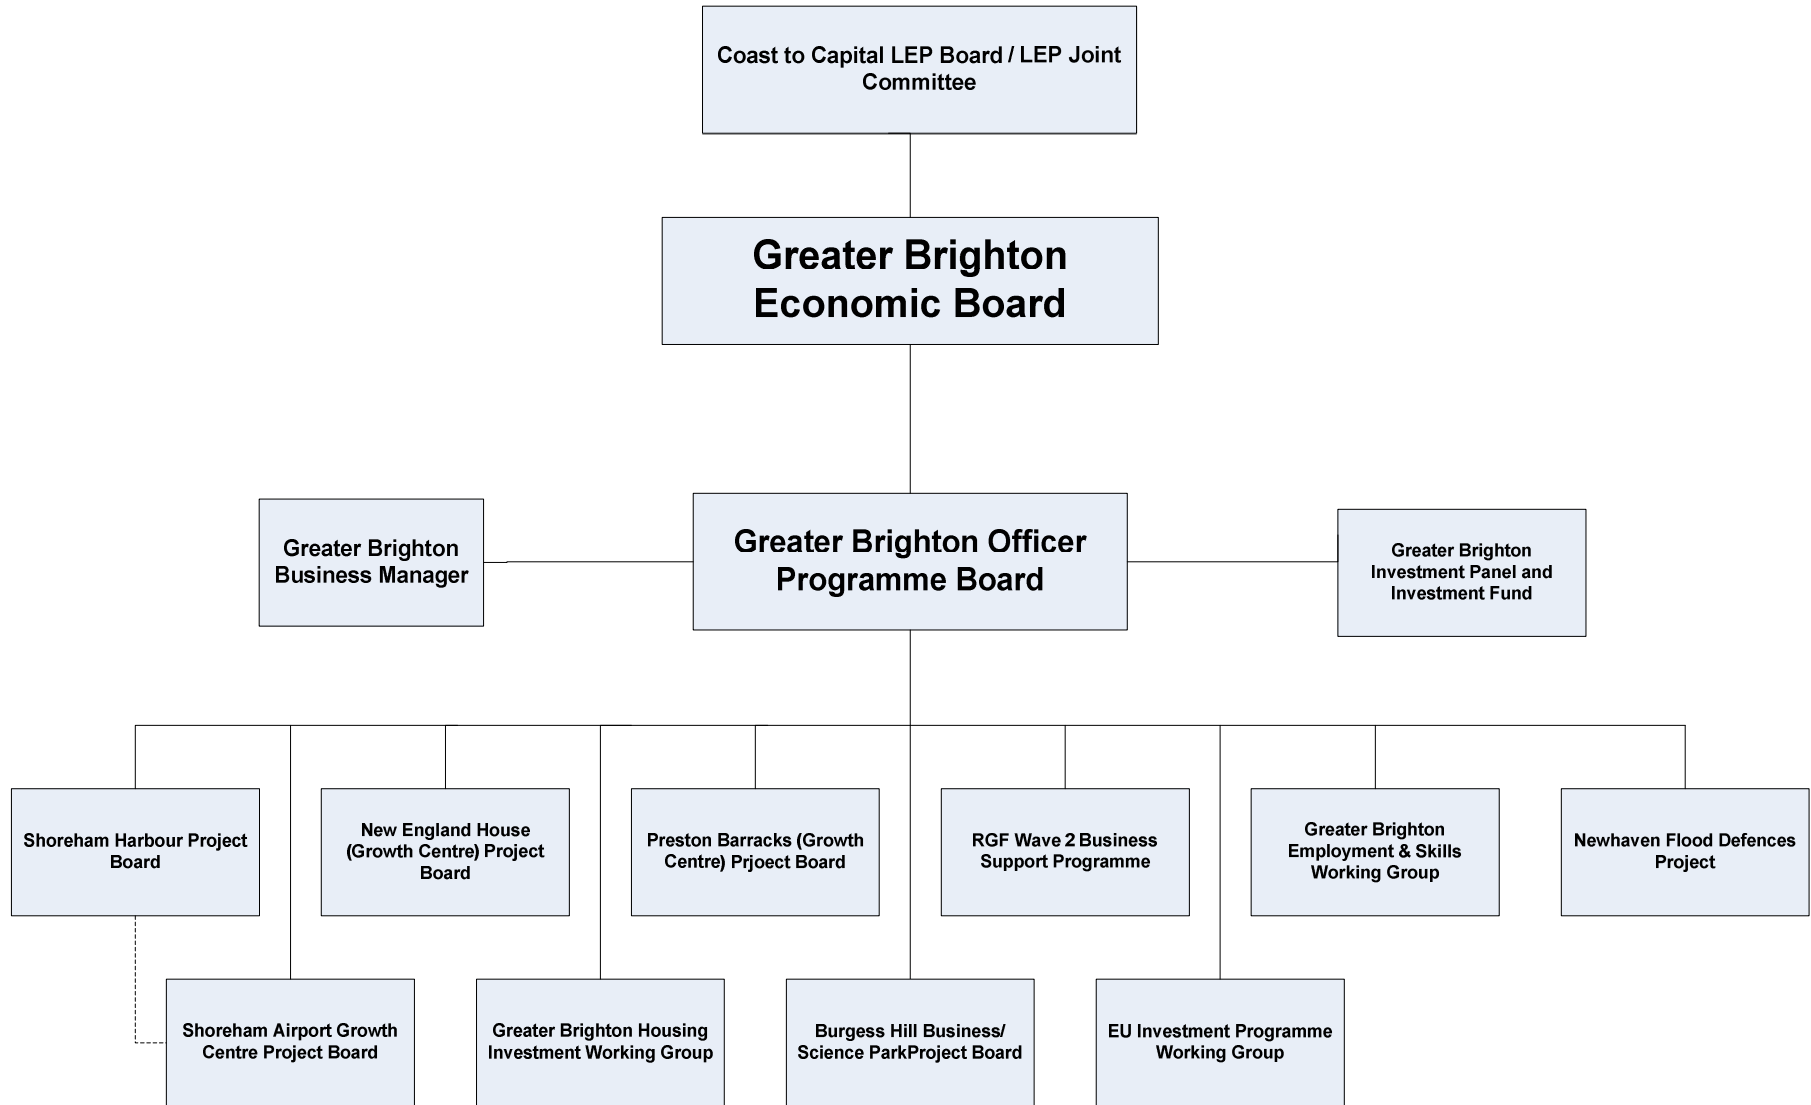 Coast to Capital LEP Board / LEP Joint
Committee
Greater Brighton
Economic Board
Greater Brighton
Business Manager
Greater Brighton Officer
Programme Board
Greater Brighton
Investment Panel and
Investment Fund
Shoreham Harbour Project
Board
New England House
(Growth Centre) Project
Board
Preston Barracks (Growth
Centre) Prjoect Board
RGF Wave 2 Business
Support Programme
Greater Brighton
Employment & Skills
Working Group
Newhaven Flood Defences
Project
Shoreham Airport Growth
Centre Project Board
Greater Brighton Housing
Investment Working Group
Burgess Hill Business/
Science ParkProject Board
EU Investment Programme
Working Group